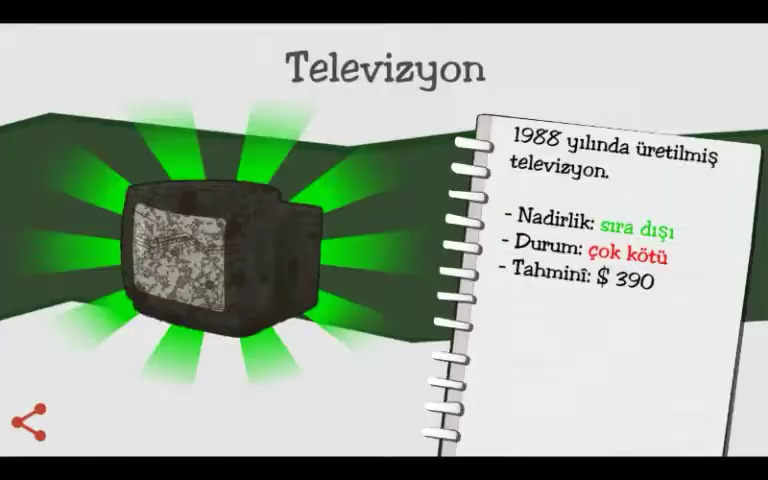 Televizyon
1988 yılında üretilmiş
televizyon.
- Nadirlik: sıra dışı
- Durum: çok kötü
- Tahminî: $ 390